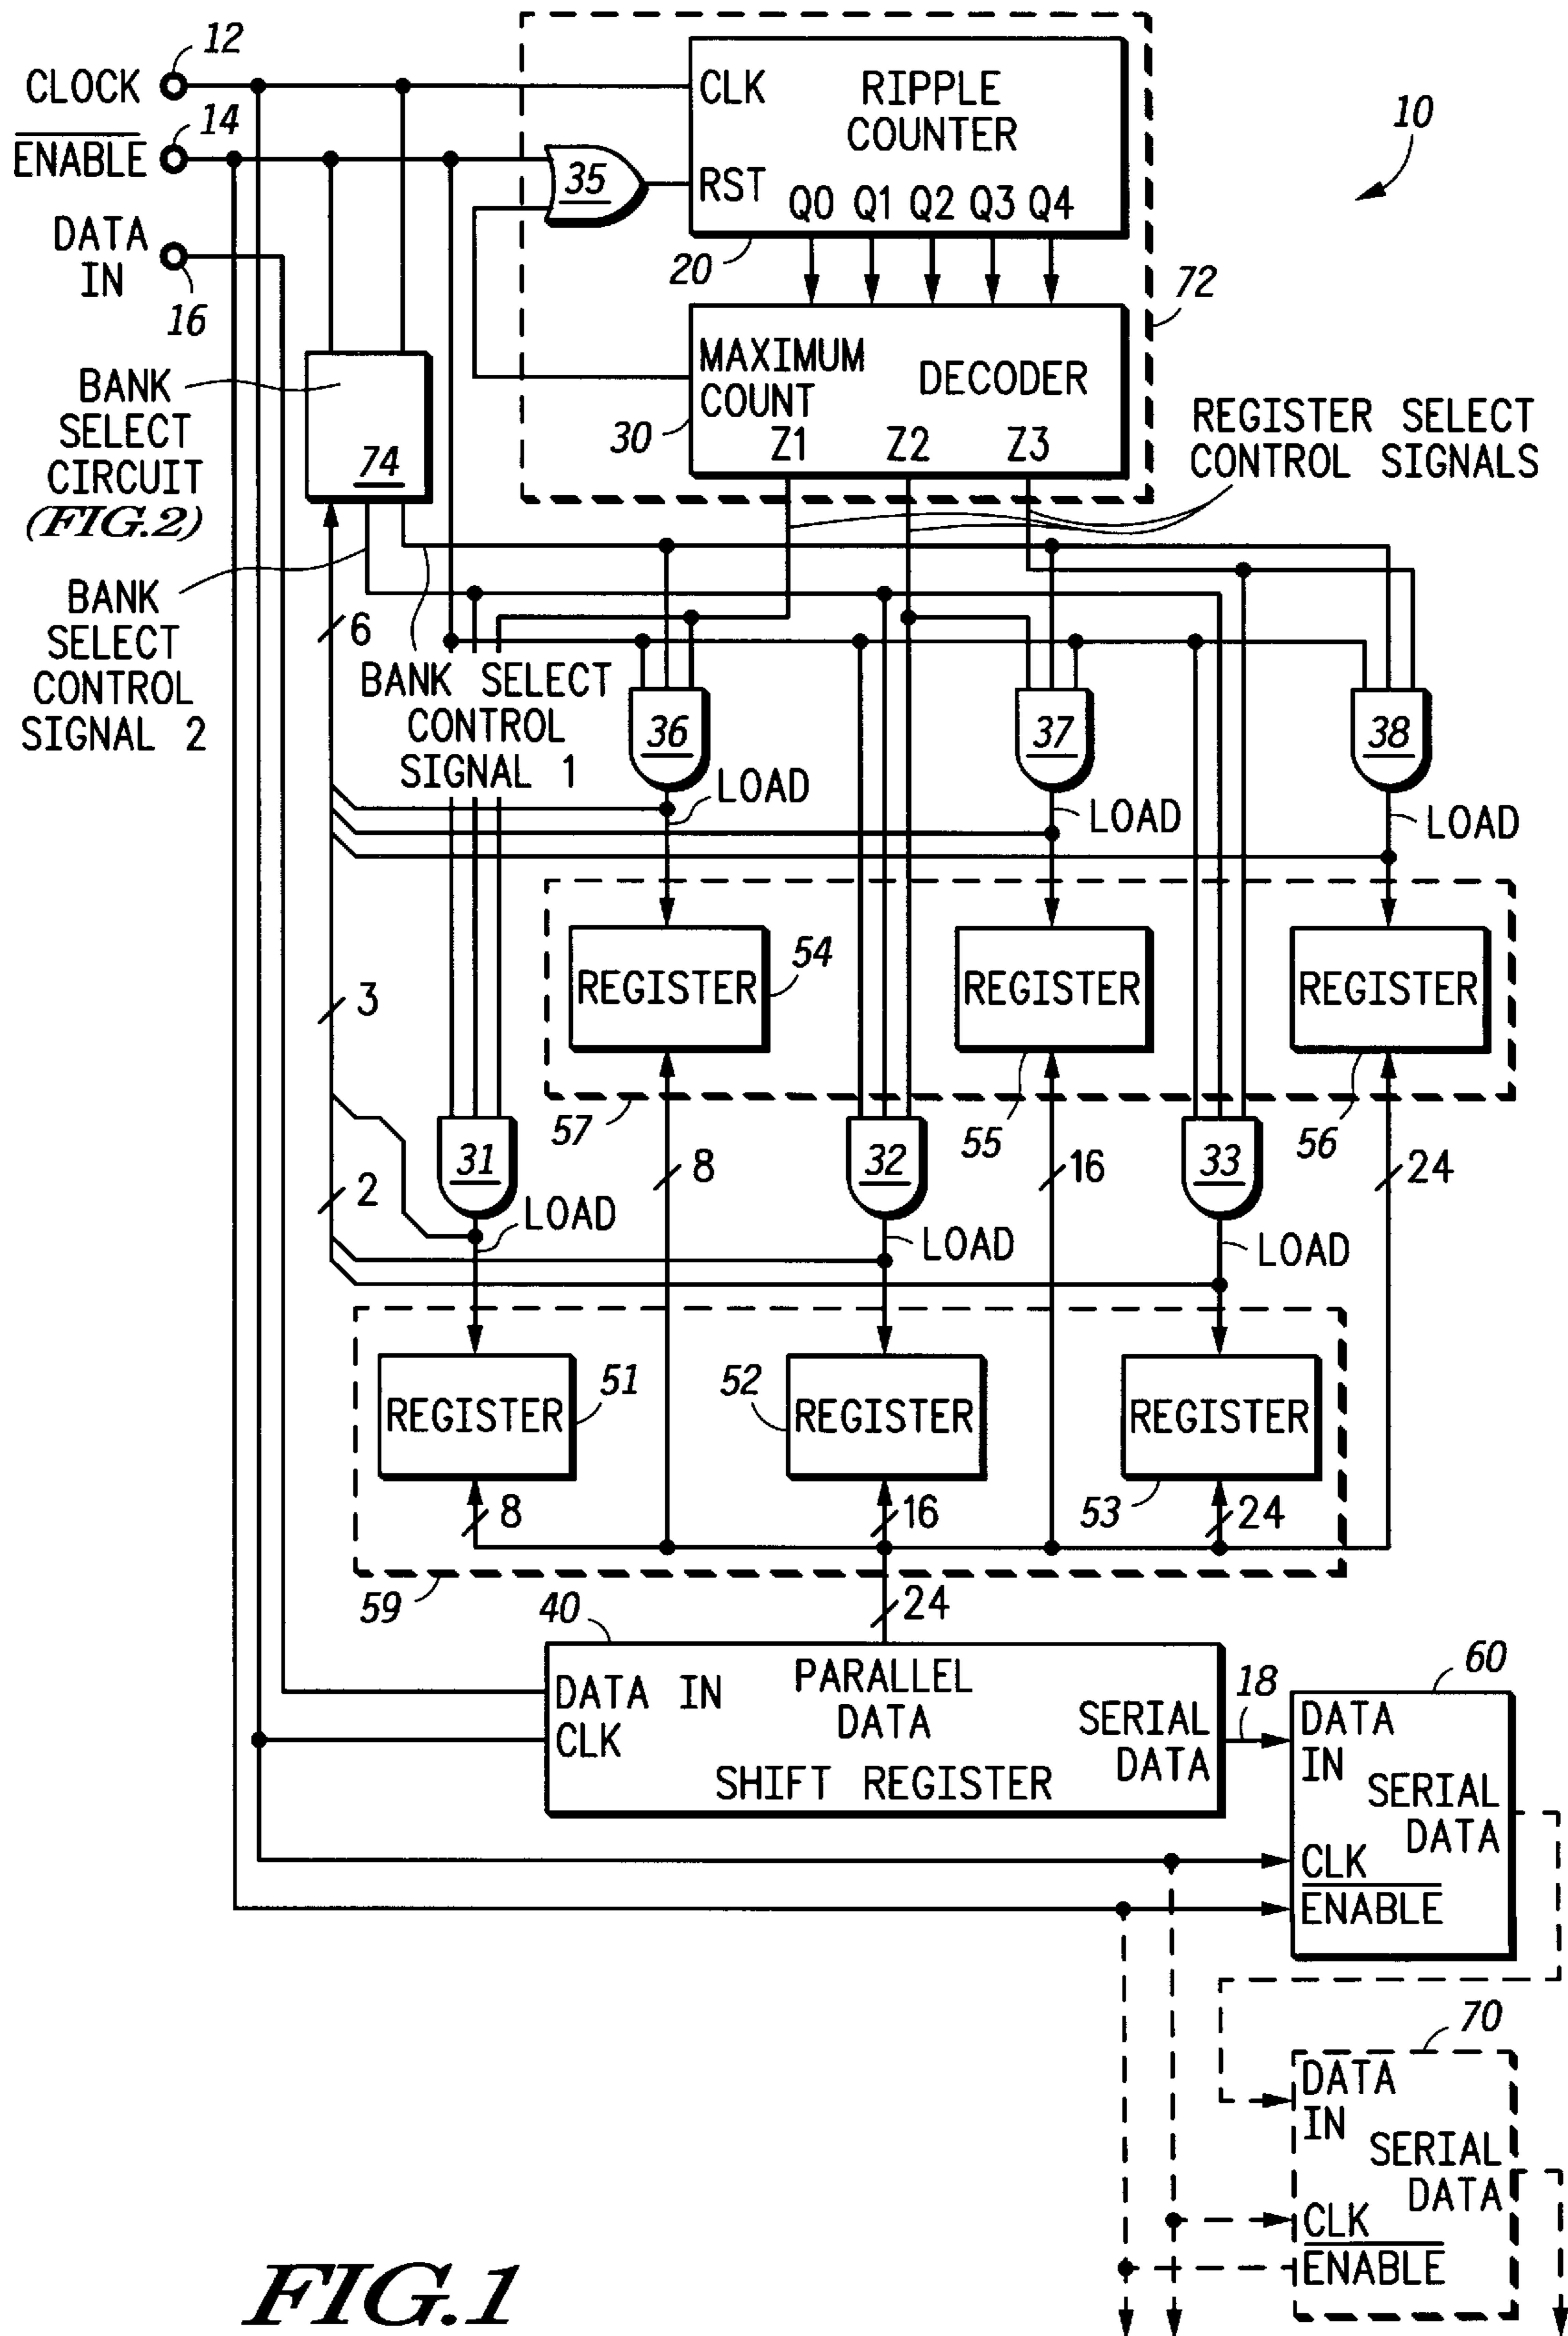 12
CLOCK
14
ENABLE
DATA
IN
16
CLK
RIPPLE
COUNTER
35
RST
Q0 Q1 Q2 Q3 Q4
20
10
72
MAXIMUM
COUNT
DECODER
30
Z1 Z2 Z3
REGISTER SELECT
CONTROL SIGNALS
BANK
SELECT
CIRCUIT
(FIG.2)
74
BANK
SELECT
CONTROL
SIGNAL 2
6
BANK SELECT
CONTROL
SIGNAL 1
36
37
38
LOAD
LOAD
LOAD
REGISTER
54
REGISTER
55
REGISTER
56
57
3
8
16
24
31
32
33
2
LOAD
LOAD
LOAD
REGISTER
51
REGISTER
52
REGISTER
53
8
16
24
59
24
40
DATA IN
CLK
PARALLEL
DATA
SERIAL
DATA
SHIFT REGISTER
18
60
DATA
IN
SERIAL
DATA
CLK
ENABLE
70
DATA
IN
SERIAL
DATA
CLK
ENABLE
FIG.1